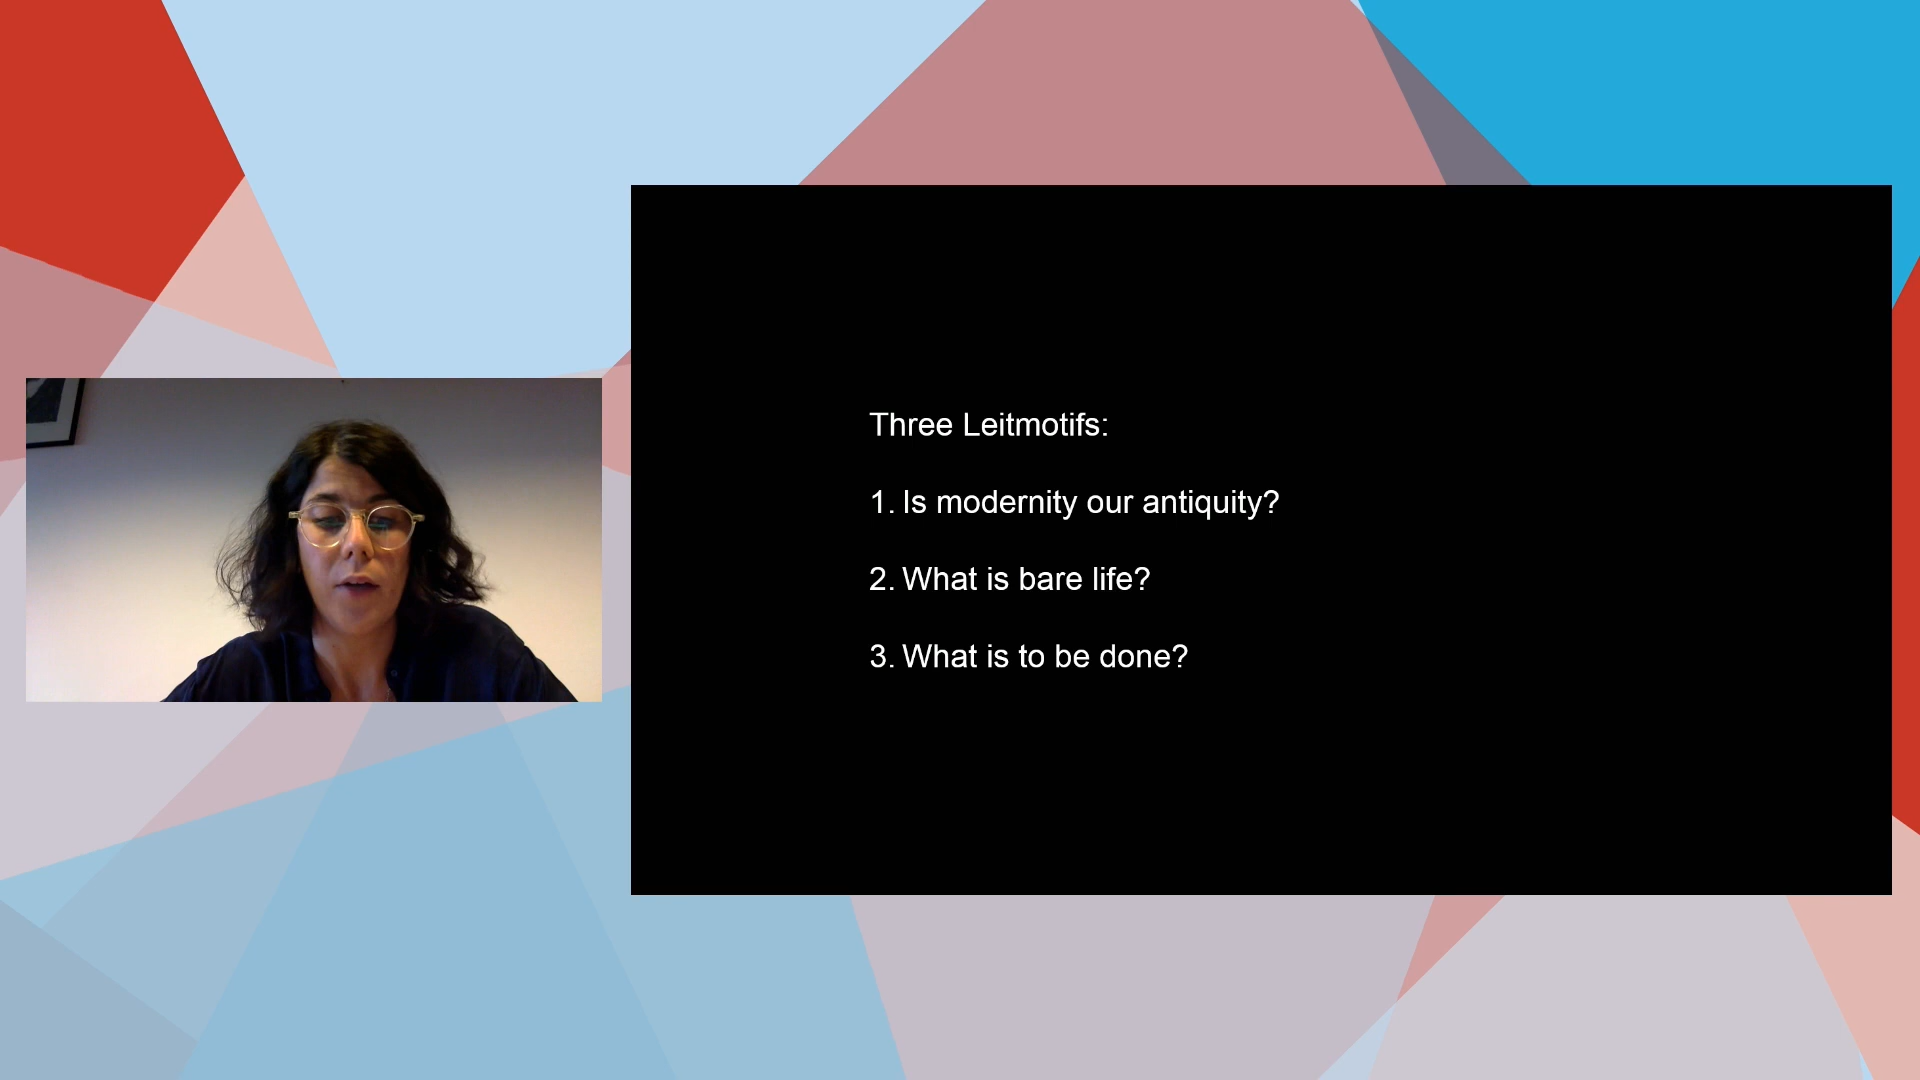 Three Leitmotifs:
1. Is modernity our antiquity?
2. What is bare life?
3. What is to be done?